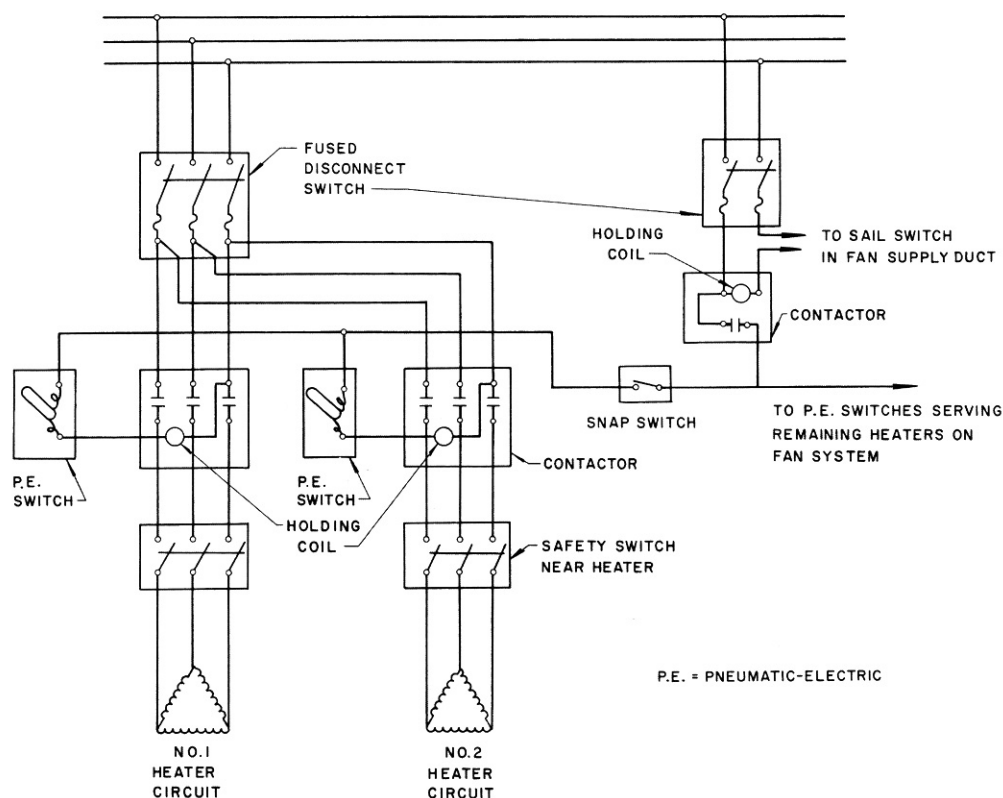 FUSED
DISCONNECT
SWITCH
HOLDING
COIL
TO SAIL SWITCH
IN FAN SUPPLY DUCT
CONTACTOR
SNAP SWITCH
TO P.E. SWITCHES SERVING
REMAINING HEATERS ON
FAN SYSTEM
P.E.
SWITCH
P.E.
SWITCH
CONTACTOR
HOLDING
COIL
SAFETY SWITCH
NEAR HEATER
P.E. = PNEUMATIC-ELECTRIC
NO.1
HEATER
CIRCUIT
NO.2
HEATER
CIRCUIT